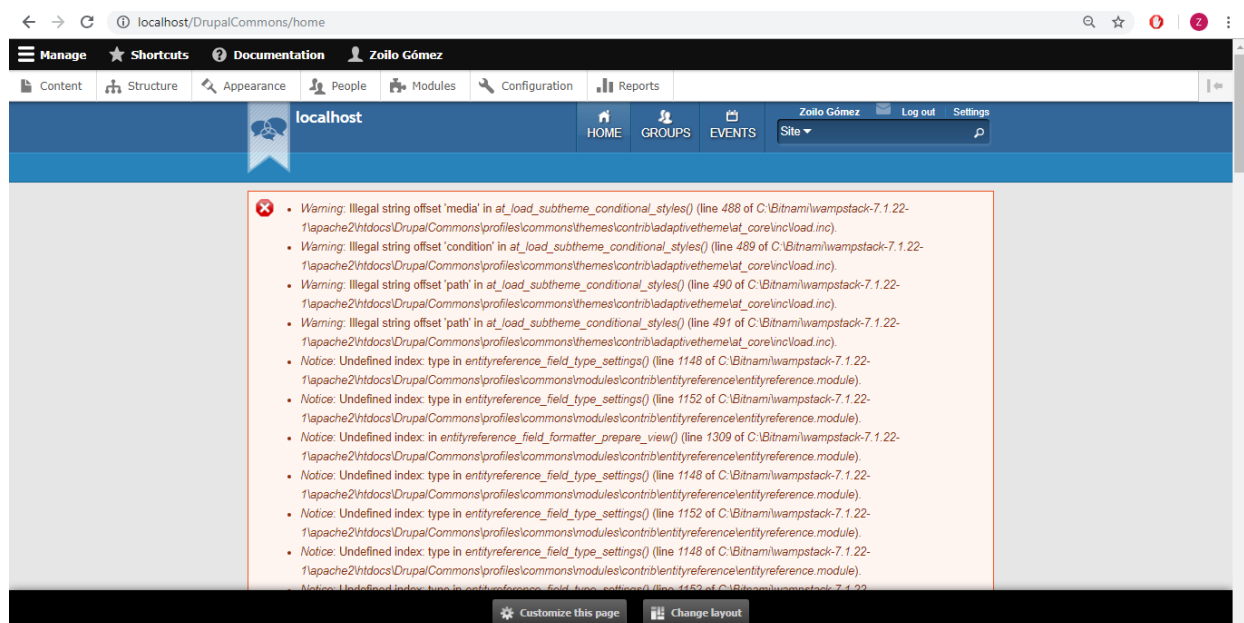 localhost/DrupalCommons/home
Z
Manage Shortcuts Documentation Zoilo Gómez
Content Structure Appearance People Modules Configuration Reports
localhost HOME GROUPS EVENTS Zoilo Gómez Log out Settings
Site
• Warning: Illegal string offset 'media' in at_load_subtheme_conditional_styles() (line 488 of C:\Bitnami\wampstack-7.1.22-
1\apache2\htdocs\DrupalCommons\profiles\commons\themes\contrib\adaptivetheme\at_core\inc\load.inc).
• Warning: Illegal string offset 'condition' in at_load_subtheme_conditional_styles() (line 489 of C:\Bitnami\wampstack-7.1.22-
1\apache2\htdocs\DrupalCommons\profiles\commons\themes\contrib\adaptivetheme\at_core\inc\load.inc).
• Warning: Illegal string offset 'path' in at_load_subtheme_conditional_styles() (line 490 of C:\Bitnami\wampstack-7.1.22-
1\apache2\htdocs\DrupalCommons\profiles\commons\themes\contrib\adaptivetheme\at_core\inc\load.inc).
• Warning: Illegal string offset 'path' in at_load_subtheme_conditional_styles() (line 491 of C:\Bitnami\wampstack-7.1.22-
1\apache2\htdocs\DrupalCommons\profiles\commons\themes\contrib\adaptivetheme\at_core\inc\load.inc).
• Notice: Undefined index: type in entityreference_field_type_settings() (line 1148 of C:\Bitnami\wampstack-7.1.22-
1\apache2\htdocs\DrupalCommons\profiles\commons\modules\contrib\entityreference\entityreference.module).
• Notice: Undefined index: type in entityreference_field_type_settings() (line 1152 of C:\Bitnami\wampstack-7.1.22-
1\apache2\htdocs\DrupalCommons\profiles\commons\modules\contrib\entityreference\entityreference.module).
• Notice: Undefined index: in entityreference_field_formatter_prepare_view() (line 1309 of C:\Bitnami\wampstack-7.1.22-
1\apache2\htdocs\DrupalCommons\profiles\commons\modules\contrib\entityreference\entityreference.module).
• Notice: Undefined index: type in entityreference_field_type_settings() (line 1148 of C:\Bitnami\wampstack-7.1.22-
1\apache2\htdocs\DrupalCommons\profiles\commons\modules\contrib\entityreference\entityreference.module).
• Notice: Undefined index: type in entityreference_field_type_settings() (line 1152 of C:\Bitnami\wampstack-7.1.22-
1\apache2\htdocs\DrupalCommons\profiles\commons\modules\contrib\entityreference\entityreference.module).
• Notice: Undefined index: type in entityreference_field_type_settings() (line 1148 of C:\Bitnami\wampstack-7.1.22-
1\apache2\htdocs\DrupalCommons\profiles\commons\modules\contrib\entityreference\entityreference.module).
• Notice: Undefined index: type in entityreference_field_type_settings() (line 1152 of C:\Bitnami\wampstack-7.1.22-
Customize this page Change layout